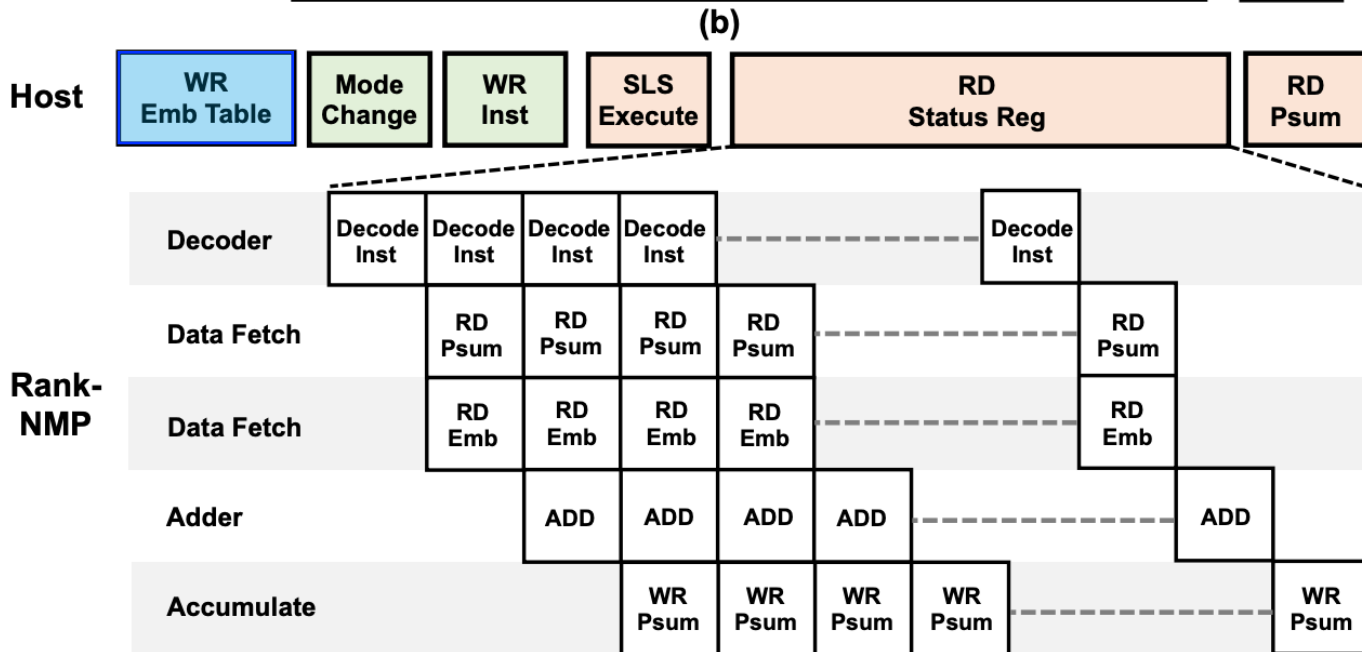 (b)
Host
WR
Emb Table
Mode
Change
WR
Inst
SLS
Execute
RD
Status Reg
RD
Psum
Rank-
NMP
Decoder
Decode
Inst
Decode
Inst
Decode
Inst
Decode
Inst
Decode
Inst
Data Fetch
RD
Psum
RD
Psum
RD
Psum
RD
Psum
RD
Psum
Data Fetch
RD
Emb
RD
Emb
RD
Emb
RD
Emb
RD
Emb
Adder
ADD
ADD
ADD
ADD
ADD
Accumulate
WR
Psum
WR
Psum
WR
Psum
WR
Psum
WR
Psum